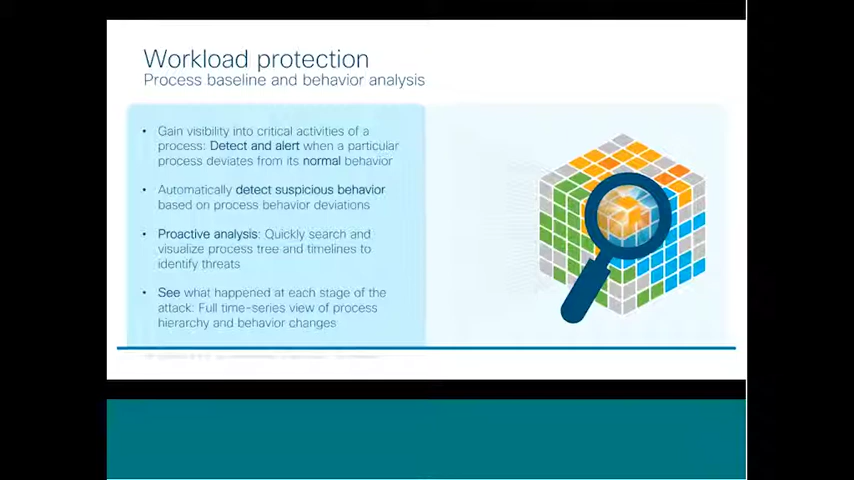 Workload protection
Process baseline and behavior analysis
• Gain visibility into critical activities of a
process: Detect and alert when a particular
process deviates from its normal behavior
• Automatically detect suspicious behavior
based on process behavior deviations
• Proactive analysis: Quickly search and
visualize process tree and timelines to
identify threats
• See what happened at each stage of the
attack: Full time-series view of process
hierarchy and behavior changes